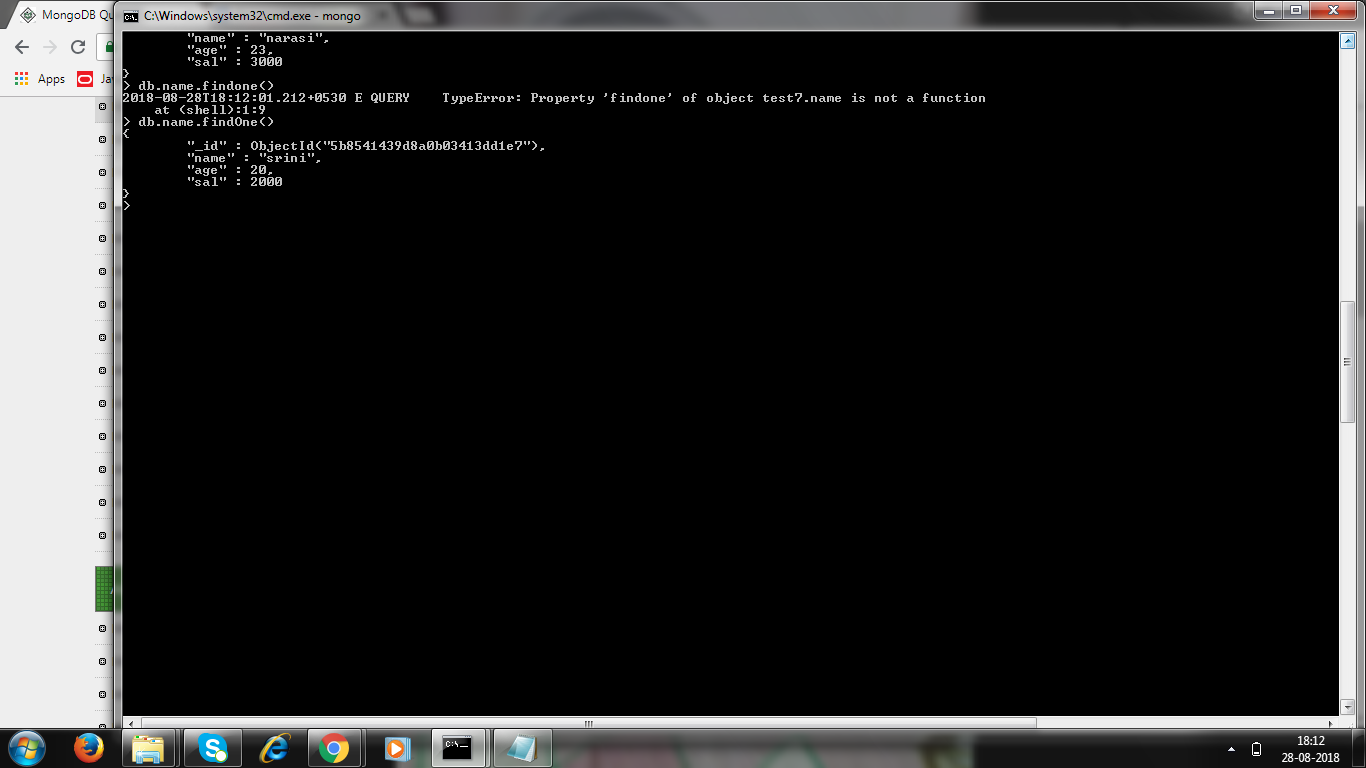 MongoDB Qu
C:\Windows\system32\cmd.exe - mongo
Apps
"name" : "narasi",
"age" : 23,
"sal" : 3000
}
> db.name.findone()
2018-08-28T18:12:01.212+0530 E QUERY    TypeError: Property 'findone' of object test7.name is not a function
at (shell):1:9
> db.name.findOne()
{
"_id" : ObjectId("5b8541439d8a0b03413dd1e7"),
"name" : "srini",
"age" : 20,
"sal" : 2000
}
>
18:12
28-08-2018